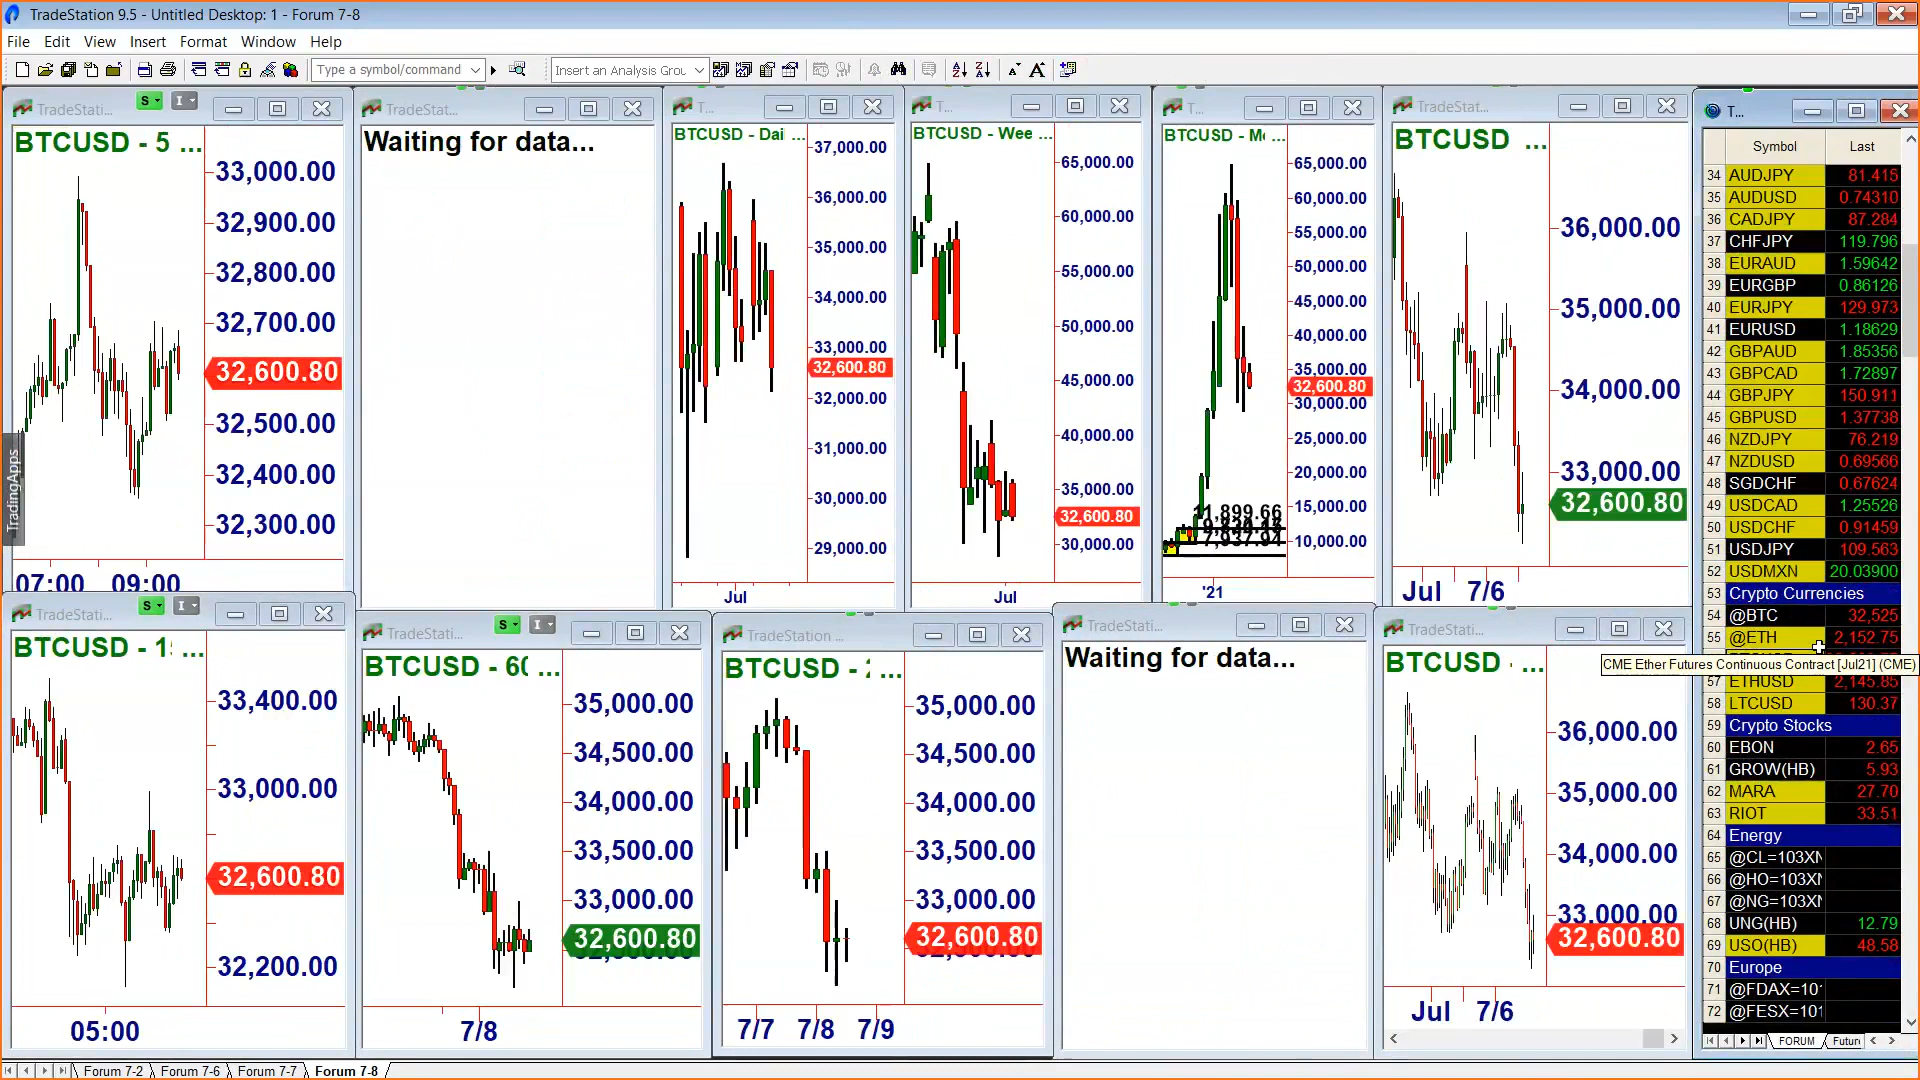 TradeStation 9.5 - Untitled Desktop: 1 - Forum 7-8
File Edit View Insert Format Window Help
Type a symbol/command
Insert an Analysis Grou
TradeStati...
S
I
BTCUSD - 5 ...
33,000.00
32,900.00
32,800.00
32,700.00
32,600.80
32,500.00
32,400.00
32,300.00
07:00 09:00
TradingApps
TradeStat...
Waiting for data...
T...
BTCUSD - Dai ...
37,000.00
36,000.00
35,000.00
34,000.00
33,000.00
32,600.80
32,000.00
31,000.00
30,000.00
29,000.00
Jul
T...
BTCUSD - Wee ...
65,000.00
60,000.00
55,000.00
50,000.00
45,000.00
40,000.00
35,000.00
32,600.80
30,000.00
Jul
T...
BTCUSD - Mo ...
65,000.00
60,000.00
55,000.00
50,000.00
45,000.00
40,000.00
35,000.00
32,600.80
30,000.00
25,000.00
20,000.00
15,000.00
10,000.00
11,899.66
7,937.94
'21
TradeStat...
BTCUSD ...
36,000.00
35,000.00
34,000.00
33,000.00
32,600.80
Jul 7/6
TradeStati...
S
I
BTCUSD - 1 ...
33,400.00
33,000.00
32,600.80
32,200.00
05:00
TradeStati...
S
I
BTCUSD - 60 ...
35,000.00
34,500.00
34,000.00
33,500.00
33,000.00
32,600.80
7/8
TradeStation ...
BTCUSD - 2 ...
35,000.00
34,500.00
34,000.00
33,500.00
33,000.00
32,600.80
7/7 7/8 7/9
TradeStati...
Waiting for data...
TradeStati...
BTCUSD ...
36,000.00
35,000.00
34,000.00
33,000.00
32,600.80
Jul 7/6
T...
Symbol Last
34 AUDJPY 81.415
35 AUDUSD 0.74310
36 CADJPY 87.284
37 CHFJPY 119.796
38 EURAUD 1.59642
39 EURGBP 0.86126
40 EURJPY 129.973
41 EURUSD 1.18629
42 GBPAUD 1.85356
43 GBPCAD 1.72897
44 GBPJPY 150.911
45 GBPUSD 1.37738
46 NZDJPY 76.219
47 NZDUSD 0.69566
48 SGDCHF 0.67624
49 USDCAD 1.25526
50 USDCHF 0.91459
51 USDJPY 109.563
52 USDMXN 20.03900
53 Crypto Currencies
54 @BTC 32,525
55 @ETH 2,152.75
CME Ether Futures Continuous Contract [Jul21] (CME)
57 ETHUSD 2,145.85
58 LTCUSD 130.37
59 Crypto Stocks
60 EBON 2.65
61 GROW(HB) 5.93
62 MARA 27.70
63 RIOT 33.51
64 Energy
65 @CL=103XN
66 @HO=103XN
67 @NG=103XN
68 UNG(HB) 12.79
69 USO(HB) 48.58
70 Europe
71 @FDAX=101
72 @FESX=101
FORUM Future
Forum 7-2 Forum 7-6 Forum 7-7 Forum 7-8